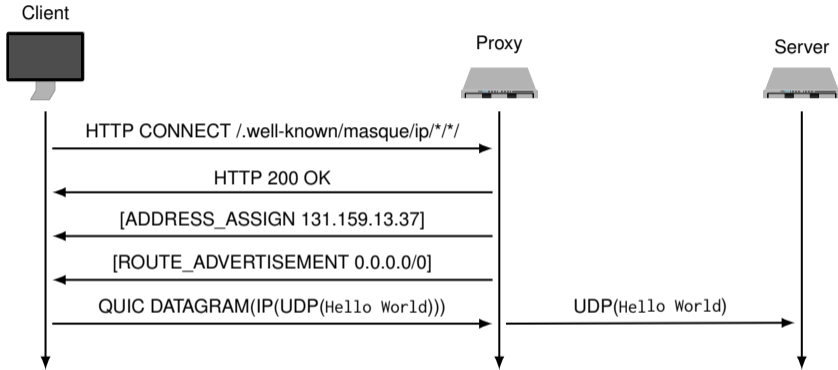 Client
Proxy
Server
HTTP CONNECT /.well-known/masque/ip/*/*/
HTTP 200 OK
[ADDRESS_ASSIGN 131.159.13.37]
[ROUTE_ADVERTISEMENT 0.0.0.0/0]
QUIC DATAGRAM(IP(UDP(Hello World)))
UDP(Hello World)